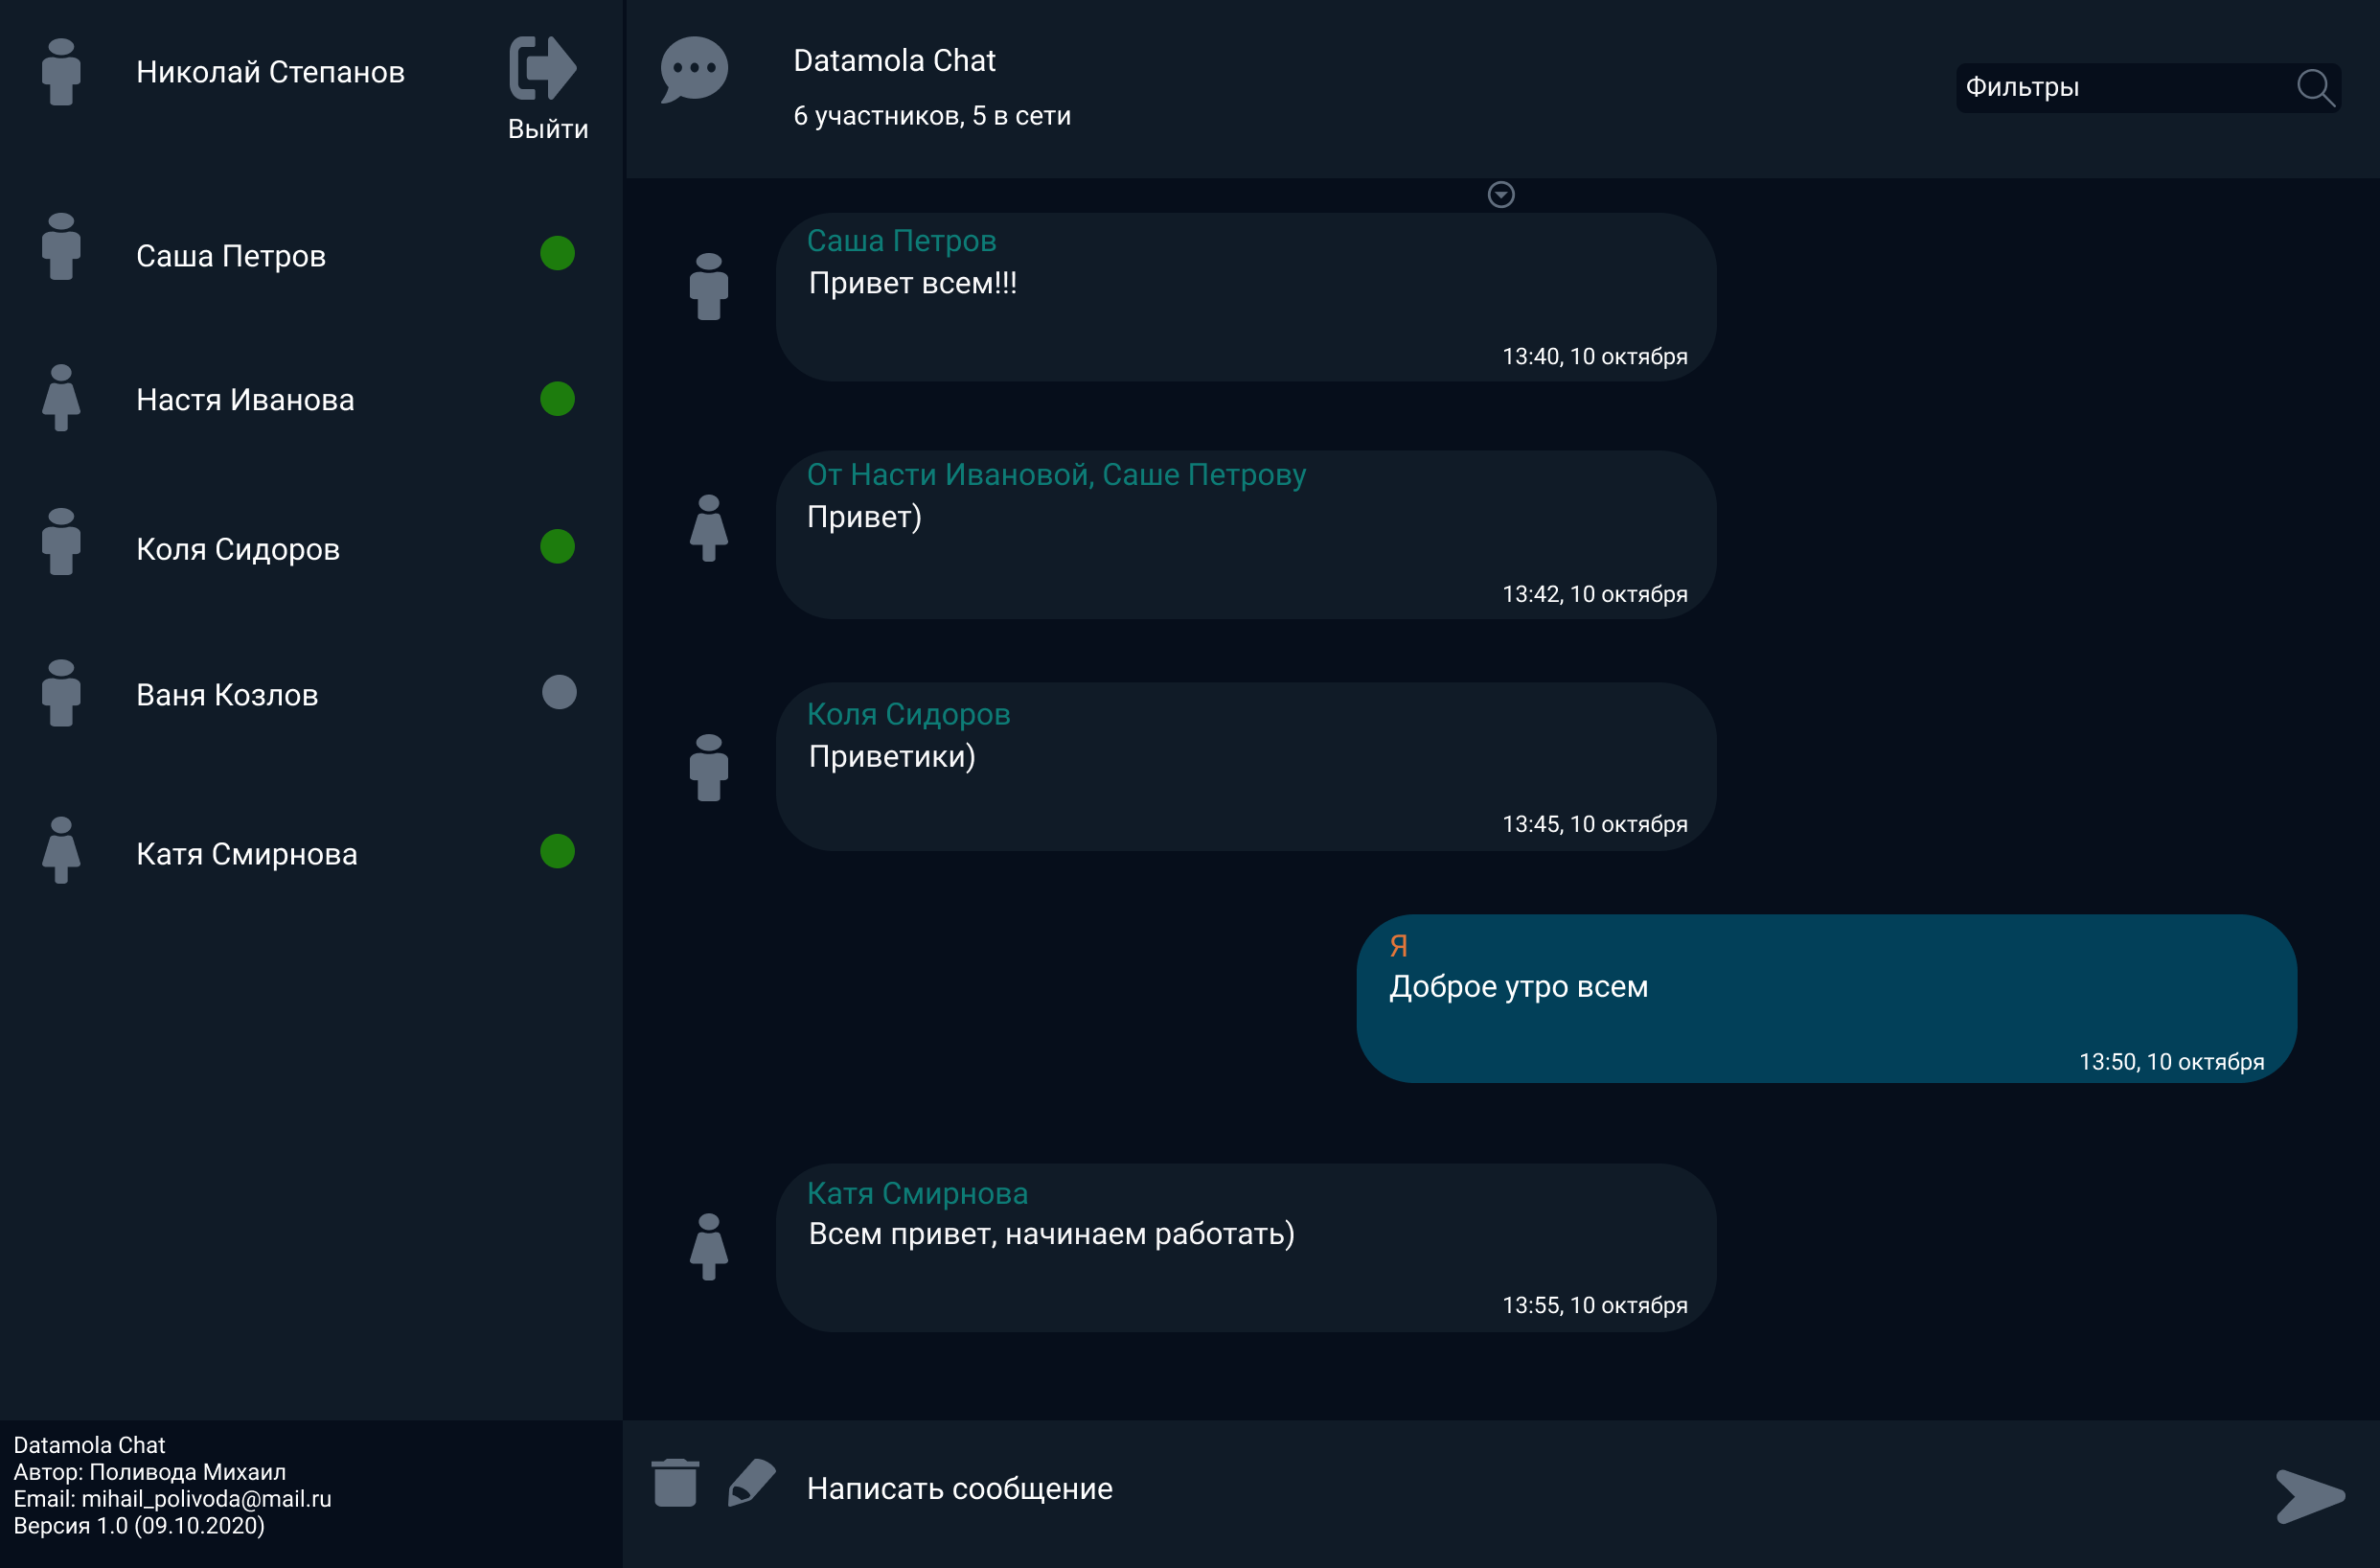 Николай Степанов
Выйти
Саша Петров
Настя Иванова
Коля Сидоров
Ваня Козлов
Катя Смирнова
Datamola Chat
Автор: Поливода Михаил
Email: mihail_polivoda@mail.ru
Версия 1.0 (09.10.2020)
Datamola Chat
6 участников, 5 в сети
Фильтры
Саша Петров
Привет всем!!!
13:40, 10 октября
От Насти Ивановой, Саше Петрову
Привет)
13:42, 10 октября
Коля Сидоров
Приветики)
13:45, 10 октября
Я
Доброе утро всем
13:50, 10 октября
Катя Смирнова
Всем привет, начинаем работать)
13:55, 10 октября
Написать сообщение